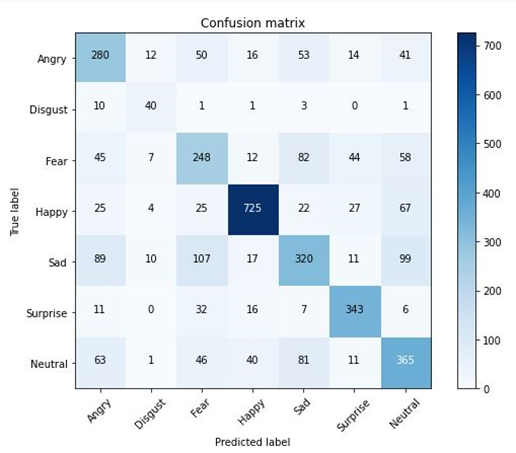 Confusion matrix
True label
Angry 280 12 50 16 53 14 41
Disgust 10 40 1 1 3 0 1
Fear 45 7 248 12 82 44 58
Happy 25 4 25 725 22 27 67
Sad 89 10 107 17 320 11 99
Surprise 11 0 32 16 7 343 6
Neutral 63 1 46 40 81 11 365
Angry Disgust Fear Happy Sad Surprise Neutral
Predicted label
700
600
500
400
300
200
100
0